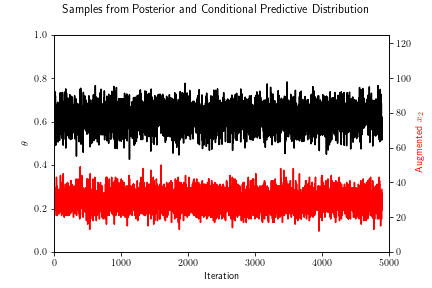 Samples from Posterior and Conditional Predictive Distribution
1.0
0.8
0.6
0.4
0.2
0.0
θ
120
100
80
60
40
20
0
Augmented x₂
0 1000 2000 3000 4000 5000
Iteration